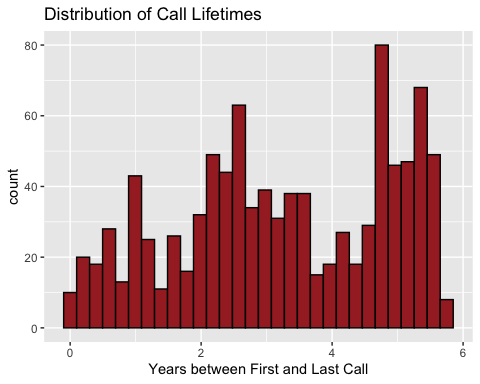 Distribution of Call Lifetimes
80
60
40
20
0
count
0 2 4 6
Years between First and Last Call